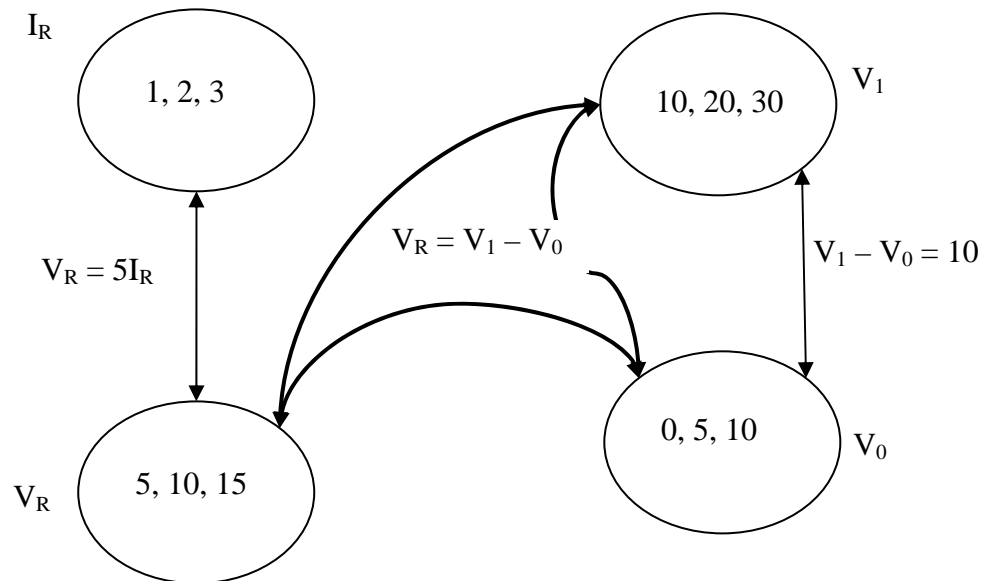 I_R
1, 2, 3
V_1
10, 20, 30
V_R = V_1 – V_0
V_R = 5I_R
V_1 – V_0 = 10
0, 5, 10
V_0
5, 10, 15
V_R